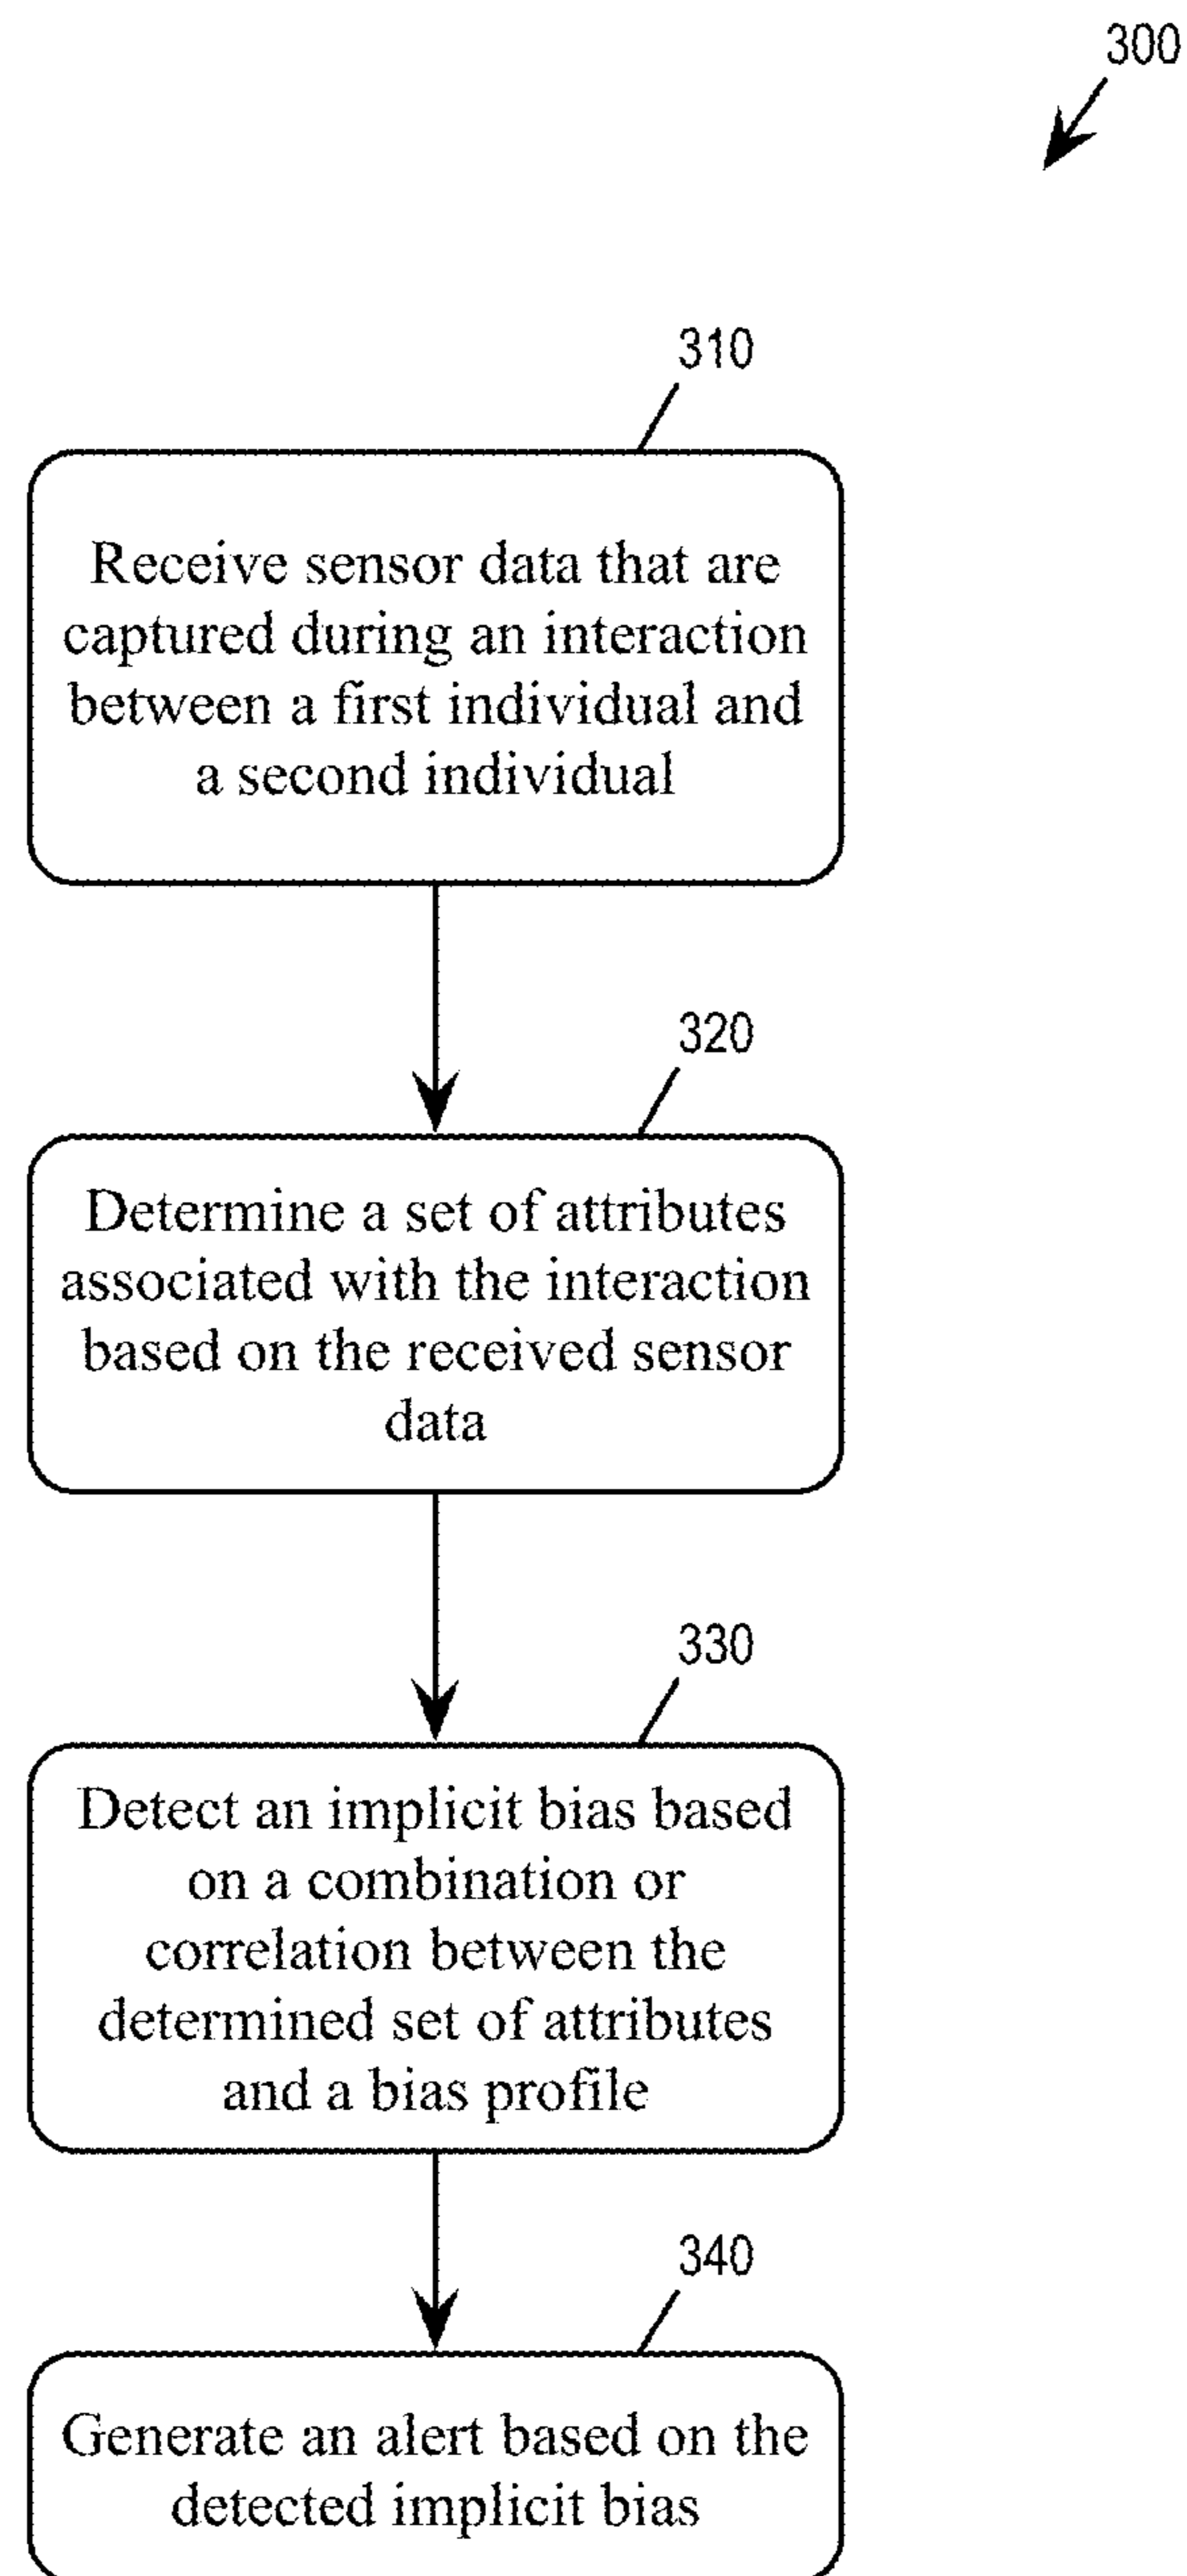 300
310
Receive sensor data that are
captured during an interaction
between a first individual and
a second individual
320
Determine a set of attributes
associated with the interaction
based on the received sensor
data
330
Detect an implicit bias based
on a combination or
correlation between the
determined set of attributes
and a bias profile
340
Generate an alert based on the
detected implicit bias